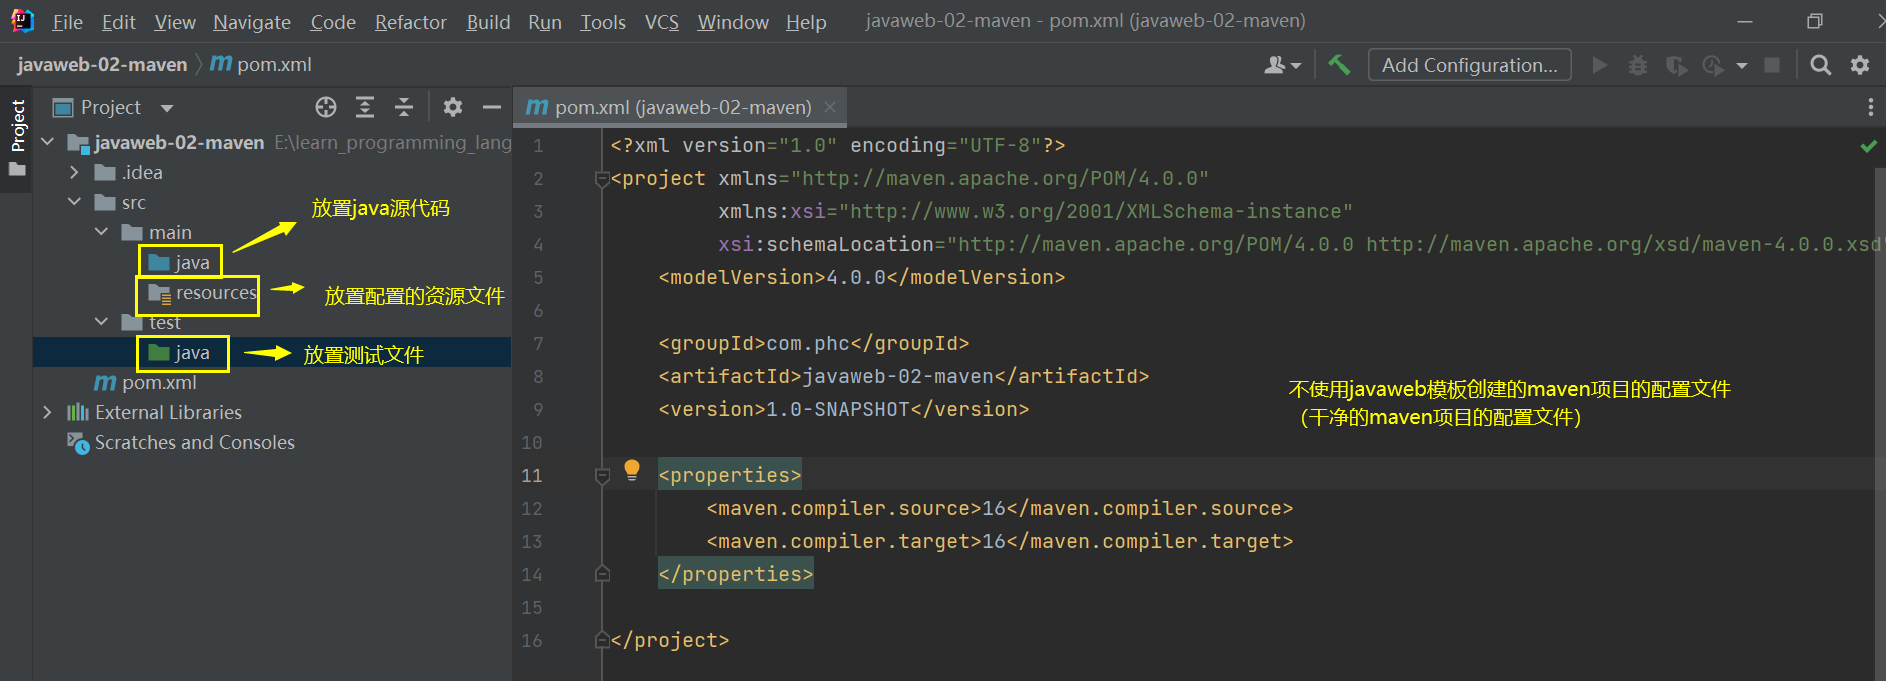 File Edit View Navigate Code Refactor Build Run Tools VCS Window Help javaweb-02-maven - pom.xml (javaweb-02-maven)
javaweb-02-maven m pom.xml Add Configuration...
Project
Project
m pom.xml (javaweb-02-maven)
javaweb-02-maven E:\learn_programming_lang
.idea
src
放置java源代码
main
java
resources
放置配置的资源文件
test
java
放置测试文件
m pom.xml
External Libraries
Scratches and Consoles
1 <?xml version="1.0" encoding="UTF-8"?>
2 <project xmlns="http://maven.apache.org/POM/4.0.0"
3 xmlns:xsi="http://www.w3.org/2001/XMLSchema-instance"
4 xsi:schemaLocation="http://maven.apache.org/POM/4.0.0 http://maven.apache.org/xsd/maven-4.0.0.xsd"
5 <modelVersion>4.0.0</modelVersion>
6
7 <groupId>com.phc</groupId>
8 <artifactId>javaweb-02-maven</artifactId>
9 <version>1.0-SNAPSHOT</version>
不使用javaweb模板创建的maven项目的配置文件
（干净的maven项目的配置文件）
10
11 <properties>
12 <maven.compiler.source>16</maven.compiler.source>
13 <maven.compiler.target>16</maven.compiler.target>
14 </properties>
15
16 </project>